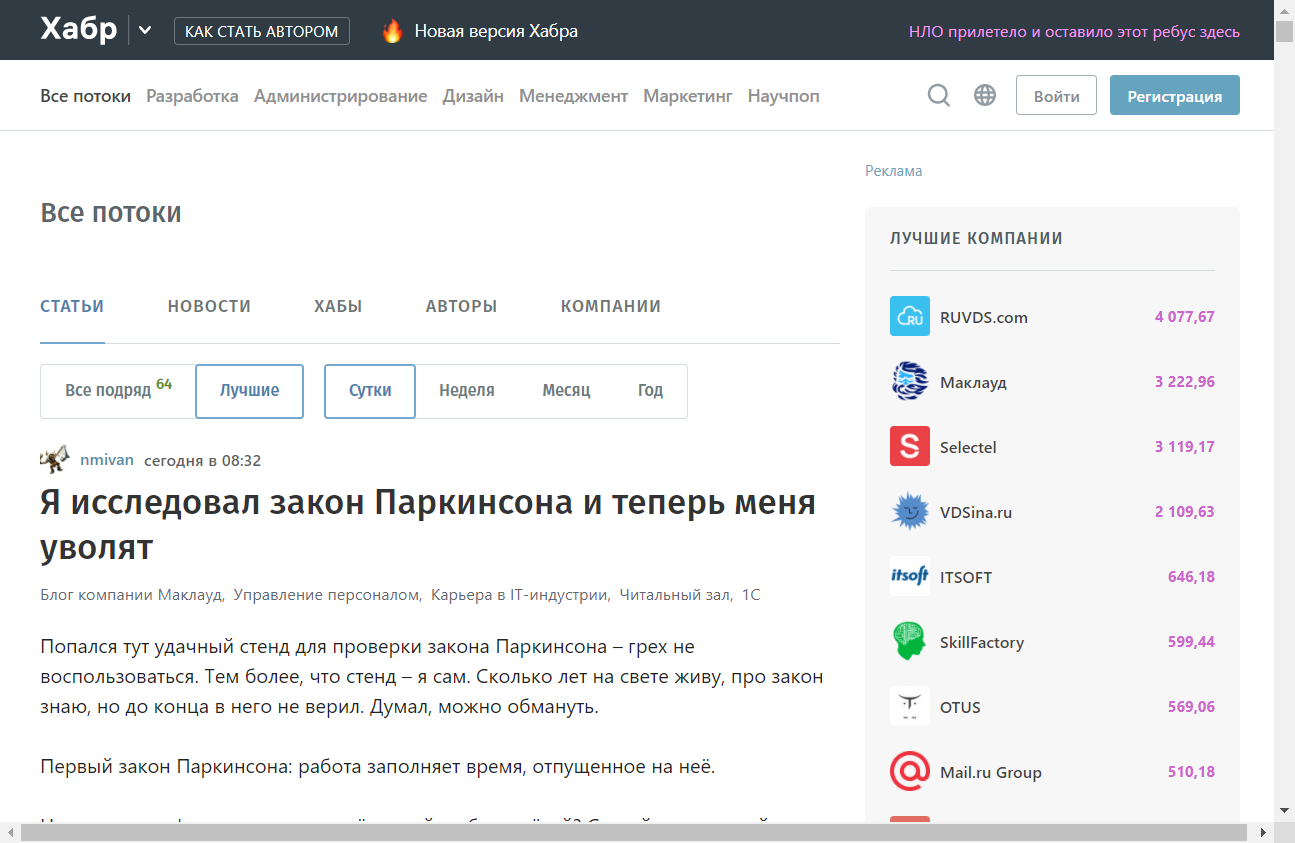 Хабр
КАК СТАТЬ АВТОРОМ
Новая версия Хабра
НЛО прилетело и оставило этот ребус здесь
Все потоки Разработка Администрирование Дизайн Менеджмент Маркетинг Научпоп
Войти
Регистрация
Все потоки
СТАТЬИ НОВОСТИ ХАБЫ АВТОРЫ КОМПАНИИ
Все подряд 64 Лучшие Сутки Неделя Месяц Год
nmivan сегодня в 08:32
Я исследовал закон Паркинсона и теперь меня
уволят
Блог компании Маклауд, Управление персоналом, Карьера в IT-индустрии, Читальный зал, 1С
Попался тут удачный стенд для проверки закона Паркинсона – грех не
воспользоваться. Тем более, что стенд – я сам. Сколько лет на свете живу, про закон
знаю, но до конца в него не верил. Думал, можно обмануть.
Первый закон Паркинсона: работа заполняет время, отпущенное на неё.
Реклама
ЛУЧШИЕ КОМПАНИИ
RU
RUVDS.com 4 077,67
Маклауд 3 222,96
S
Selectel 3 119,17
VDSina.ru 2 109,63
itsoft
ITSOFT 646,18
SkillFactory 599,44
OTUS 569,06
@
Mail.ru Group 510,18